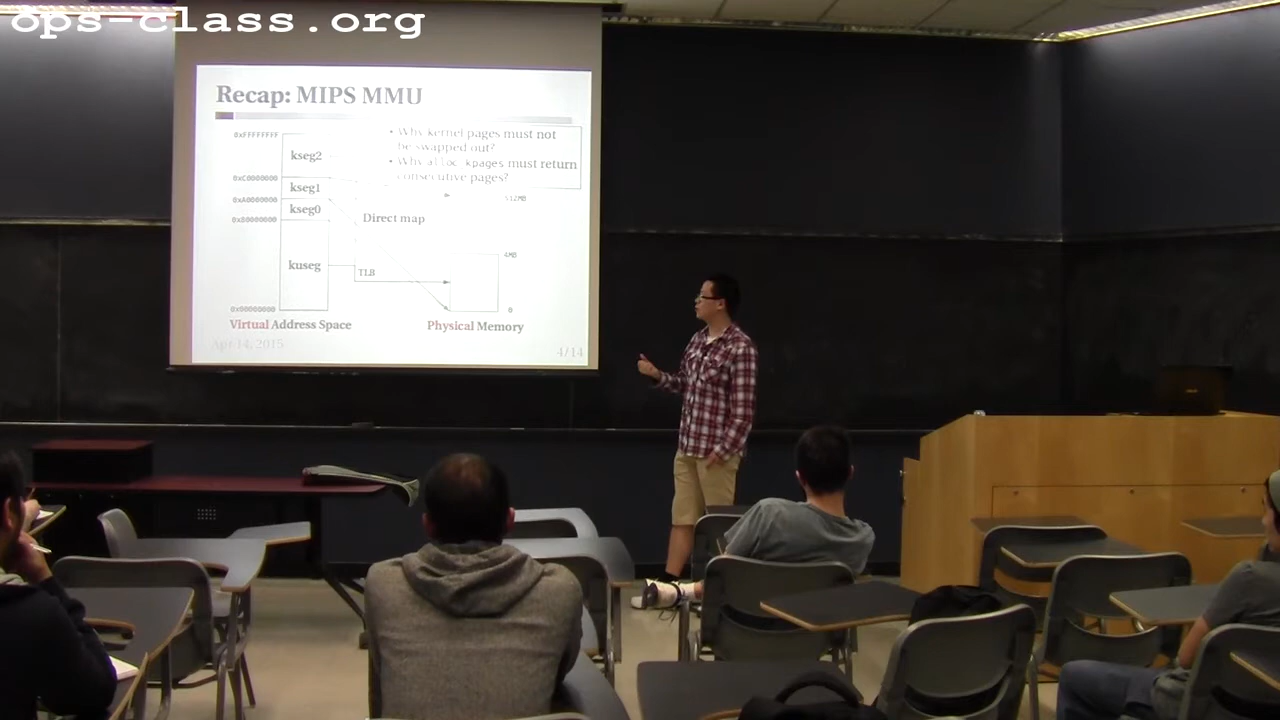 ops-class.org
Recap: MIPS MMU
0xFFFFFFFF
• Why kernel pages must not
be swapped out?
kseg2
• Why alloc_kpages must return
consecutive pages?
0xC0000000
kseg1
0xA0000000
512MB
kseg0
0x80000000
Direct map
4MB
kuseg
TLB
0x00000000
0
Virtual Address Space
Physical Memory
Apr 14, 2015
4/14